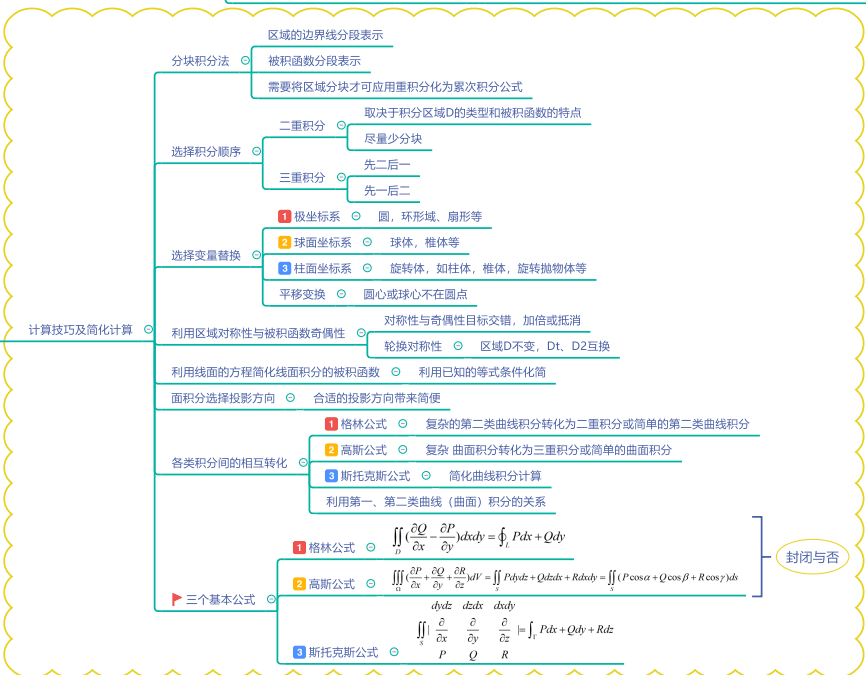 计算技巧及简化计算
分块积分法
区域的边界线分段表示
被积函数分段表示
需要将区域分块才可应用重积分化为累次积分公式
选择积分顺序
二重积分
取决于积分区域D的类型和被积函数的特点
尽量少分块
三重积分
先二后一
先一后二
选择变量替换
1 极坐标系 圆，环形域、扇形等
2 球面坐标系 球体，椎体等
3 柱面坐标系 旋转体，如柱体，椎体，旋转抛物体等
平移变换 圆心或球心不在圆点
利用区域对称性与被积函数奇偶性
对称性与奇偶性目标交错，加倍或抵消
轮换对称性 区域D不变，Dt、D2互换
利用线面的方程简化线面积分的被积函数 利用已知的等式条件化简
面积分选择投影方向 合适的投影方向带来简便
各类积分间的相互转化
1 格林公式 复杂的第二类曲线积分转化为二重积分或简单的第二类曲线积分
2 高斯公式 复杂 曲面积分转化为三重积分或简单的曲面积分
3 斯托克斯公式 简化曲线积分计算
利用第一、第二类曲线（曲面）积分的关系
三个基本公式
1 格林公式 ∬_D (∂Q/∂x − ∂P/∂y)dxdy = ∮_L Pdx + Qdy
2 高斯公式 ∭_Ω (∂P/∂x + ∂Q/∂y + ∂R/∂z)dV = ∬_S Pdydz + Qdzdx + Rdxdy = ∬_S (P cosα + Q cosβ + R cosγ)ds
3 斯托克斯公式
dydz dzdx dxdy
∬_S | ∂/∂x ∂/∂y ∂/∂z |= ∫_Γ Pdx + Qdy + Rdz
P Q R
封闭与否